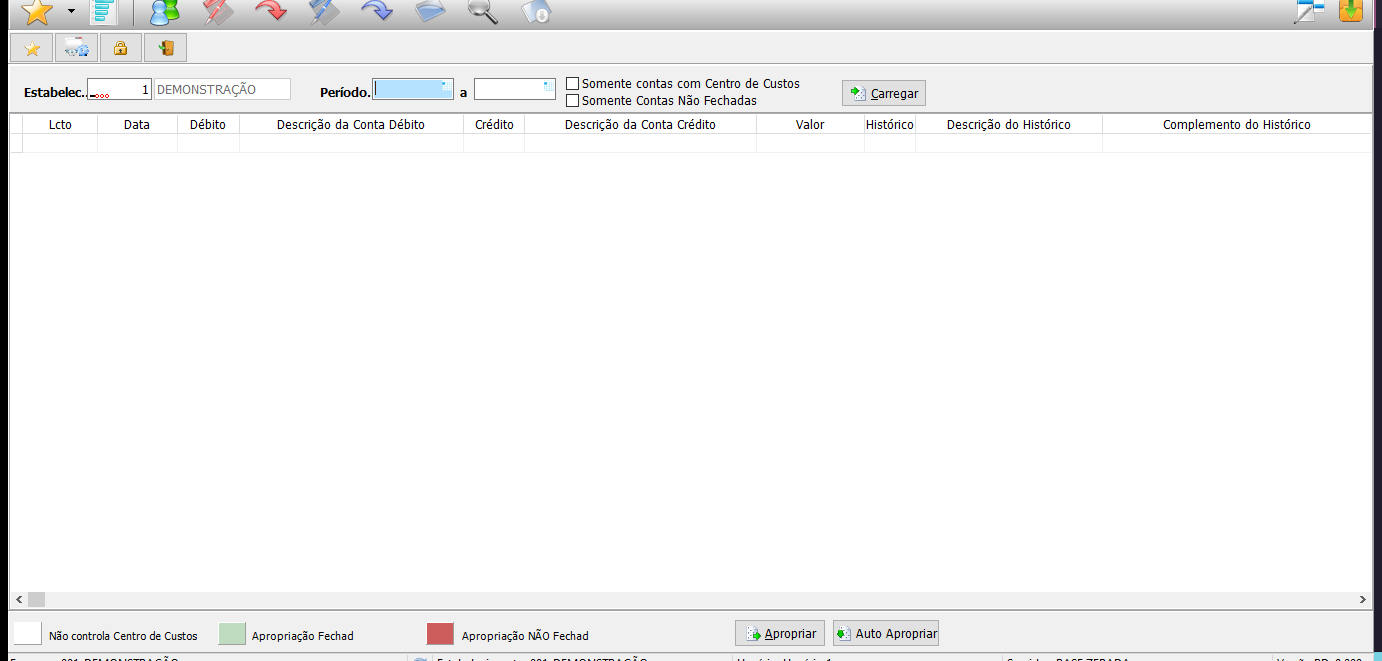 Estabelec.. 1 DEMONSTRAÇÃO Período. a Somente contas com Centro de Custos
Somente Contas Não Fechadas
Carregar
Lcto Data Débito Descrição da Conta Débito Crédito Descrição da Conta Crédito Valor Histórico Descrição do Histórico Complemento do Histórico
Não controla Centro de Custos Apropriação Fechad Apropriação NÃO Fechad Apropriar Auto Apropriar